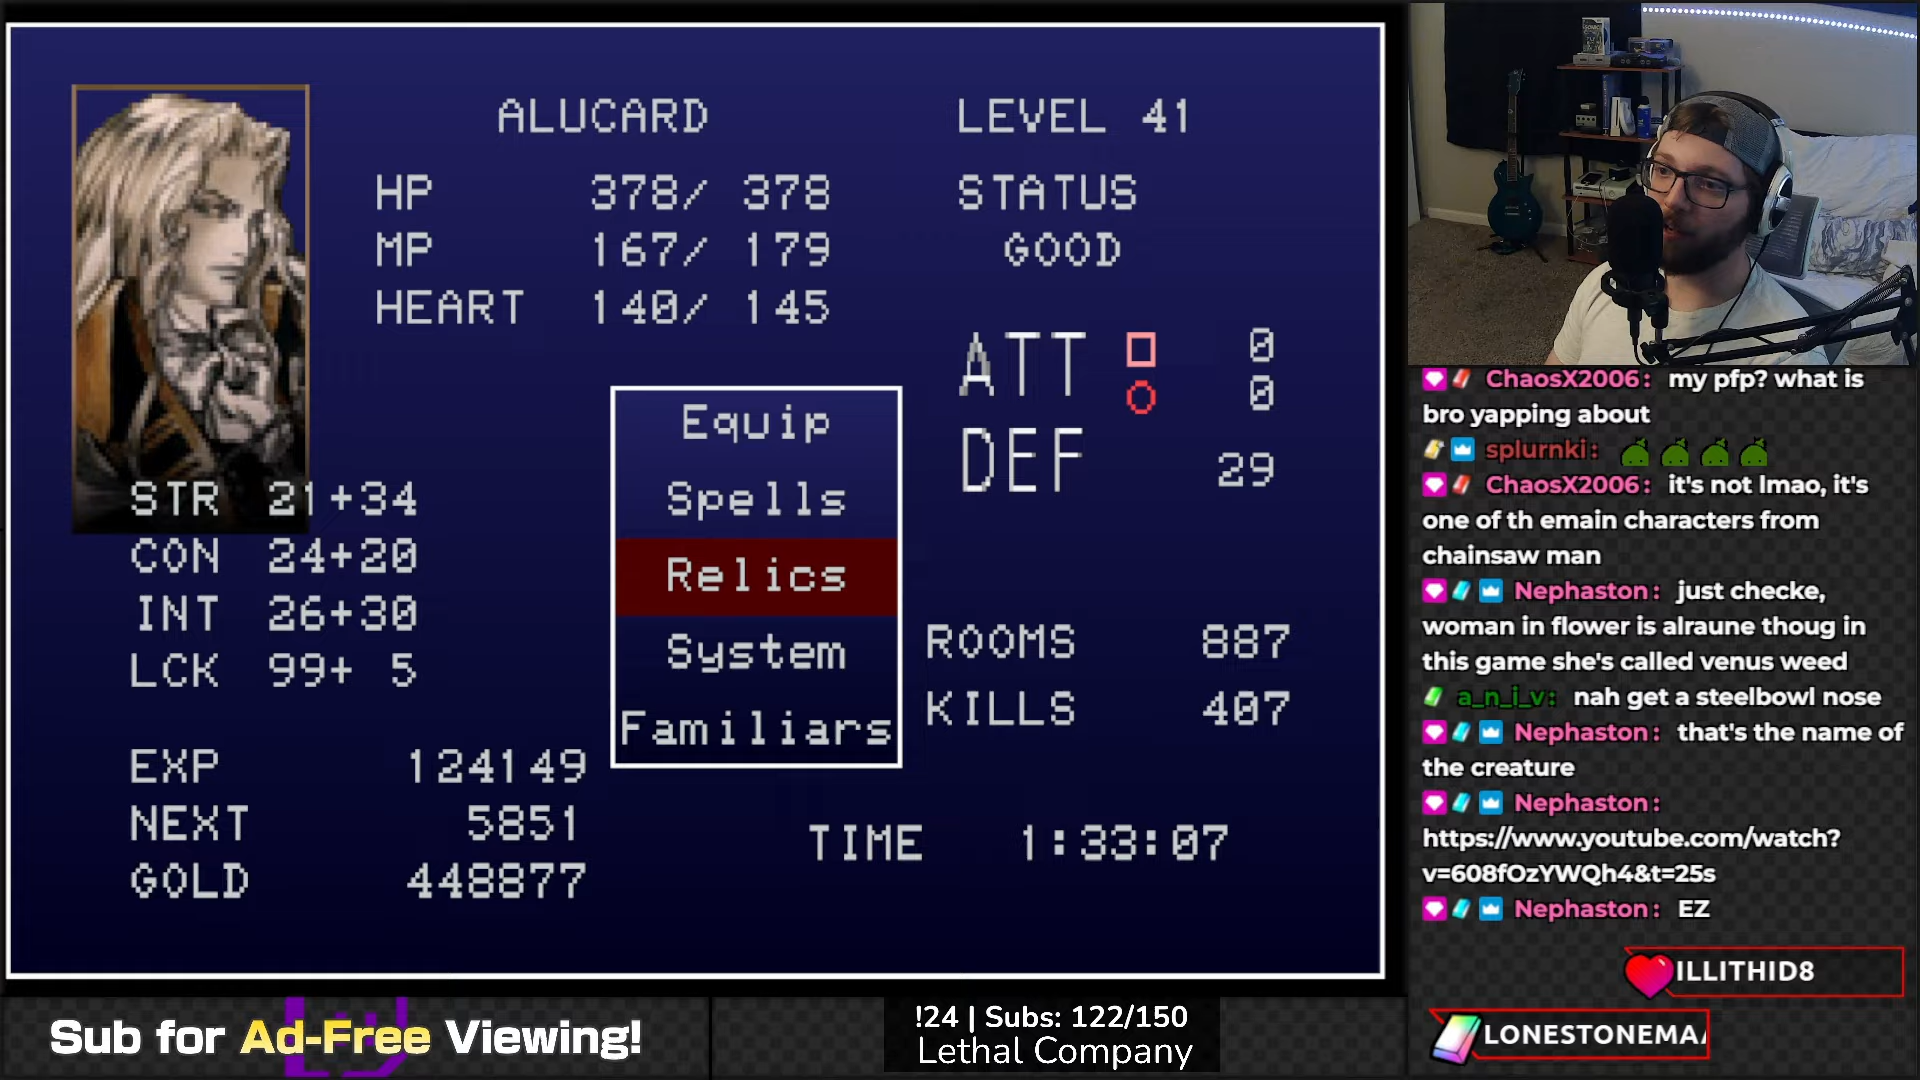 ALUCARD
LEVEL 41
HP 378/ 378
MP 167/ 179
HEART 140/ 145
STATUS
GOOD
ATT 0
0
DEF 29
STR 21+34
CON 24+20
INT 26+30
LCK 99+ 5
Equip
Spells
Relics
System
Familiars
ROOMS 887
KILLS 407
EXP 124149
NEXT 5851
GOLD 448877
TIME 1:33:07
ChaosX2006: my pfp? what is
bro yapping about
splurnki:
ChaosX2006: it's not lmao, it's
one of th emain characters from
chainsaw man
Nephaston: just checke,
woman in flower is alraune thoug in
this game she's called venus weed
a_n_i_v: nah get a steelbowl nose
Nephaston: that's the name of
the creature
Nephaston:
https://www.youtube.com/watch?
v=608fOzYWQh4&t=25s
Nephaston: EZ
ILLITHID8
LONESTONEMA
Sub for Ad-Free Viewing!
!24 | Subs: 122/150
Lethal Company